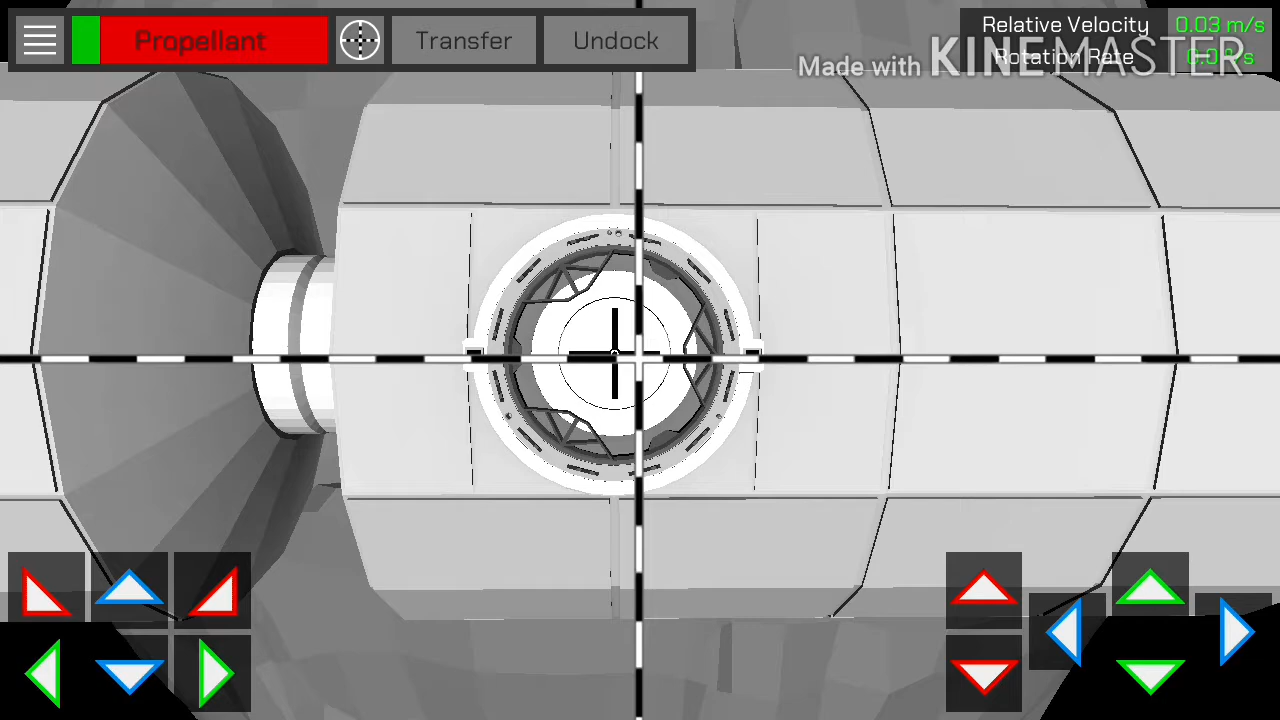 Propellant
Transfer
Undock
Relative Velocity 0.03 m/s
Rotation Rate
Made with KINEMASTER